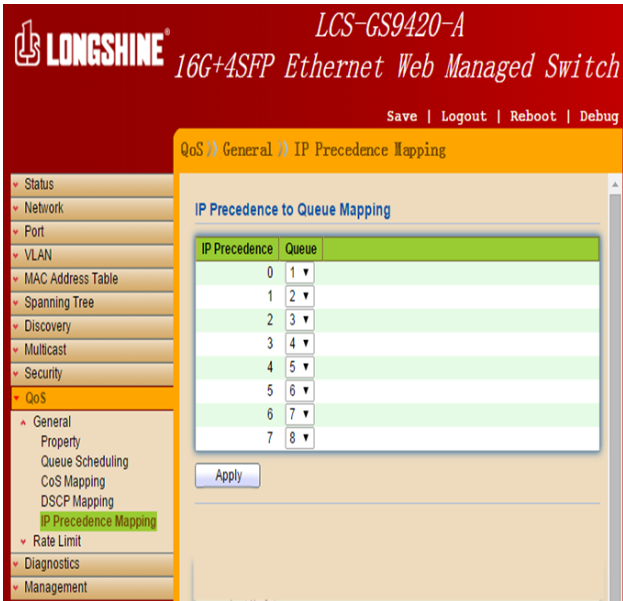 LONGSHINE®
LCS-GS9420-A
16G+4SFP Ethernet Web Managed Switch
Save | Logout | Reboot | Debug
QoS 》 General 》 IP Precedence Mapping
Status
Network
Port
VLAN
MAC Address Table
Spanning Tree
Discovery
Multicast
Security
QoS
General
Property
Queue Scheduling
CoS Mapping
DSCP Mapping
IP Precedence Mapping
Rate Limit
Diagnostics
Management
IP Precedence to Queue Mapping
IP Precedence Queue
0 1
1 2
2 3
3 4
4 5
5 6
6 7
7 8
Apply